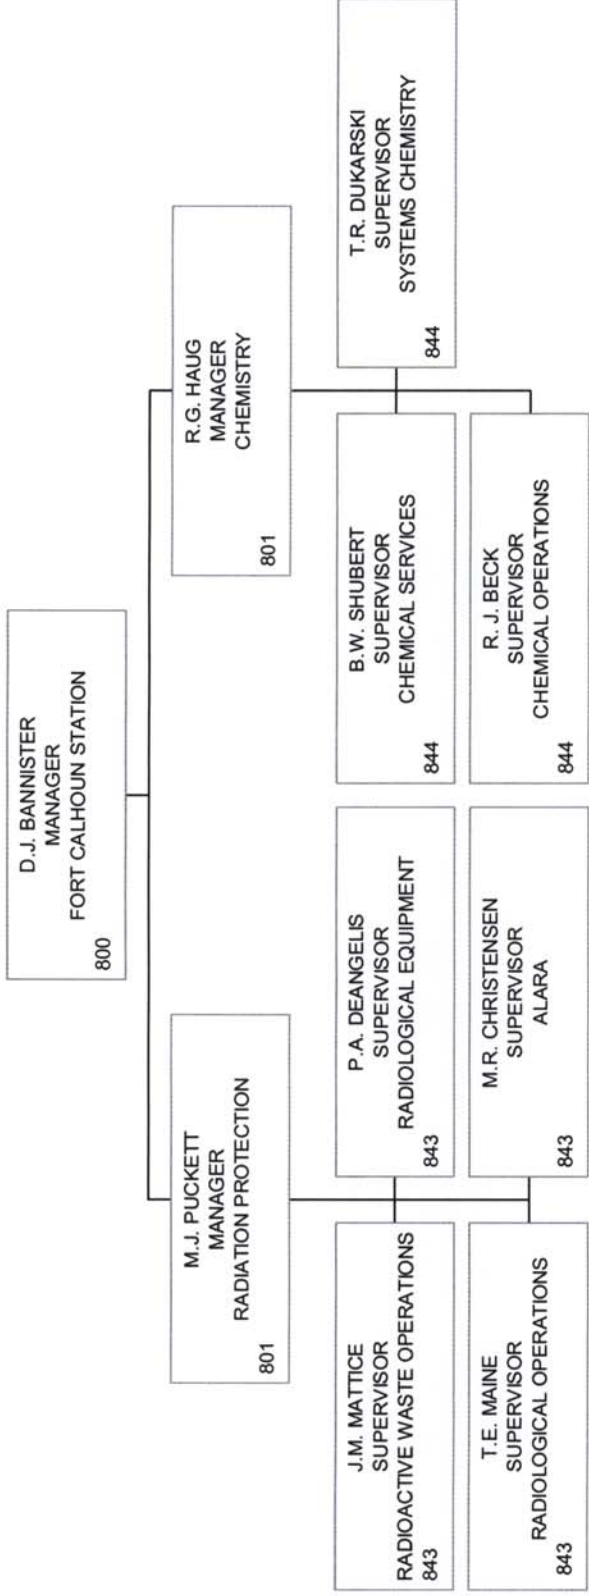 D.J. BANNISTER
MANAGER
FORT CALHOUN STATION
800
M.J. PUCKETT
MANAGER
RADIATION PROTECTION
801
R.G. HAUG
MANAGER
CHEMISTRY
801
J.M. MATTICE
SUPERVISOR
RADIOACTIVE WASTE OPERATIONS
843
P.A. DEANGELIS
SUPERVISOR
RADIOLOGICAL EQUIPMENT
843
B.W. SHUBERT
SUPERVISOR
CHEMICAL SERVICES
844
T.R. DUKARSKI
SUPERVISOR
SYSTEMS CHEMISTRY
844
T.E. MAINE
SUPERVISOR
RADIOLOGICAL OPERATIONS
843
M.R. CHRISTENSEN
SUPERVISOR
ALARA
843
R. J. BECK
SUPERVISOR
CHEMICAL OPERATIONS
844